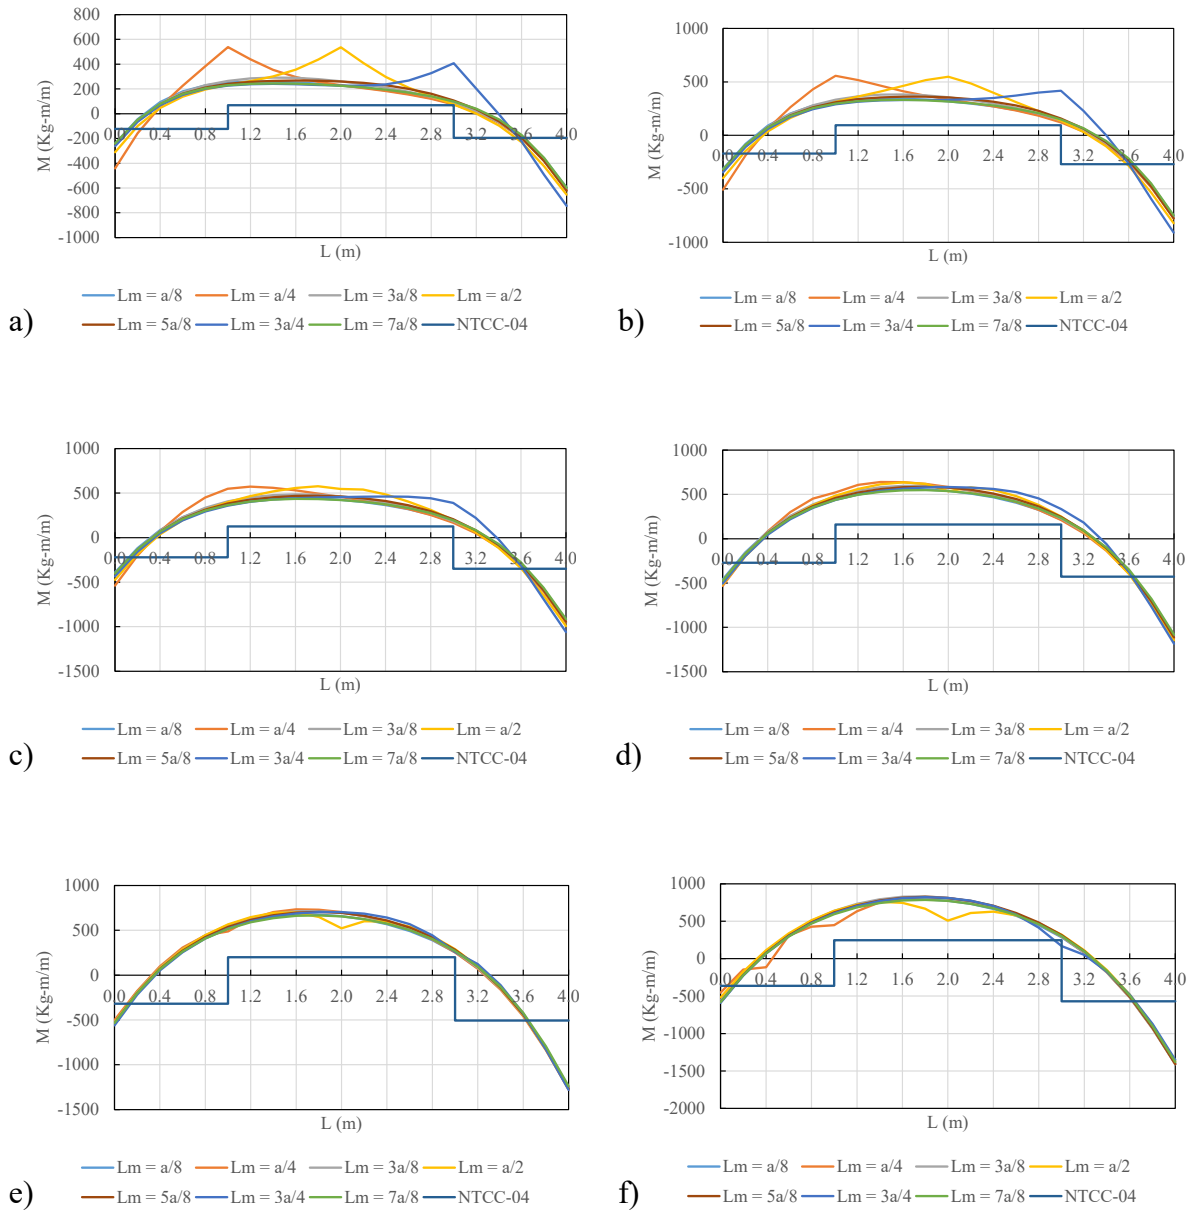 800
600
400
200
0
-200
-400
-600
-800
-1000
0.0 0.4 0.8 1.2 1.6 2.0 2.4 2.8 3.2 3.6 4.0
M (Kg-m/m)
L (m)
Lm = a/8 Lm = a/4 Lm = 3a/8 Lm = a/2
Lm = 5a/8 Lm = 3a/4 Lm = 7a/8 NTCC-04
a)
1000
500
0
-500
-1000
0.0 0.4 0.8 1.2 1.6 2.0 2.4 2.8 3.2 3.6 4.0
M (Kg-m/m)
L (m)
Lm = a/8 Lm = a/4 Lm = 3a/8 Lm = a/2
Lm = 5a/8 Lm = 3a/4 Lm = 7a/8 NTCC-04
b)
1000
500
0
-500
-1000
-1500
0.0 0.4 0.8 1.2 1.6 2.0 2.4 2.8 3.2 3.6 4.0
M (Kg-m/m)
L (m)
Lm = a/8 Lm = a/4 Lm = 3a/8 Lm = a/2
Lm = 5a/8 Lm = 3a/4 Lm = 7a/8 NTCC-04
c)
1000
500
0
-500
-1000
-1500
0.0 0.4 0.8 1.2 1.6 2.0 2.4 2.8 3.2 3.6 4.0
M (Kg-m/m)
L (m)
Lm = a/8 Lm = a/4 Lm = 3a/8 Lm = a/2
Lm = 5a/8 Lm = 3a/4 Lm = 7a/8 NTCC-04
d)
1000
500
0
-500
-1000
-1500
0.0 0.4 0.8 1.2 1.6 2.0 2.4 2.8 3.2 3.6 4.0
M (Kg-m/m)
L (m)
Lm = a/8 Lm = a/4 Lm = 3a/8 Lm = a/2
Lm = 5a/8 Lm = 3a/4 Lm = 7a/8 NTCC-04
e)
1000
500
0
-500
-1000
-1500
-2000
0.0 0.4 0.8 1.2 1.6 2.0 2.4 2.8 3.2 3.6 4.0
M (Kg-m/m)
L (m)
Lm = a/8 Lm = a/4 Lm = 3a/8 Lm = a/2
Lm = 5a/8 Lm = 3a/4 Lm = 7a/8 NTCC-04
f)